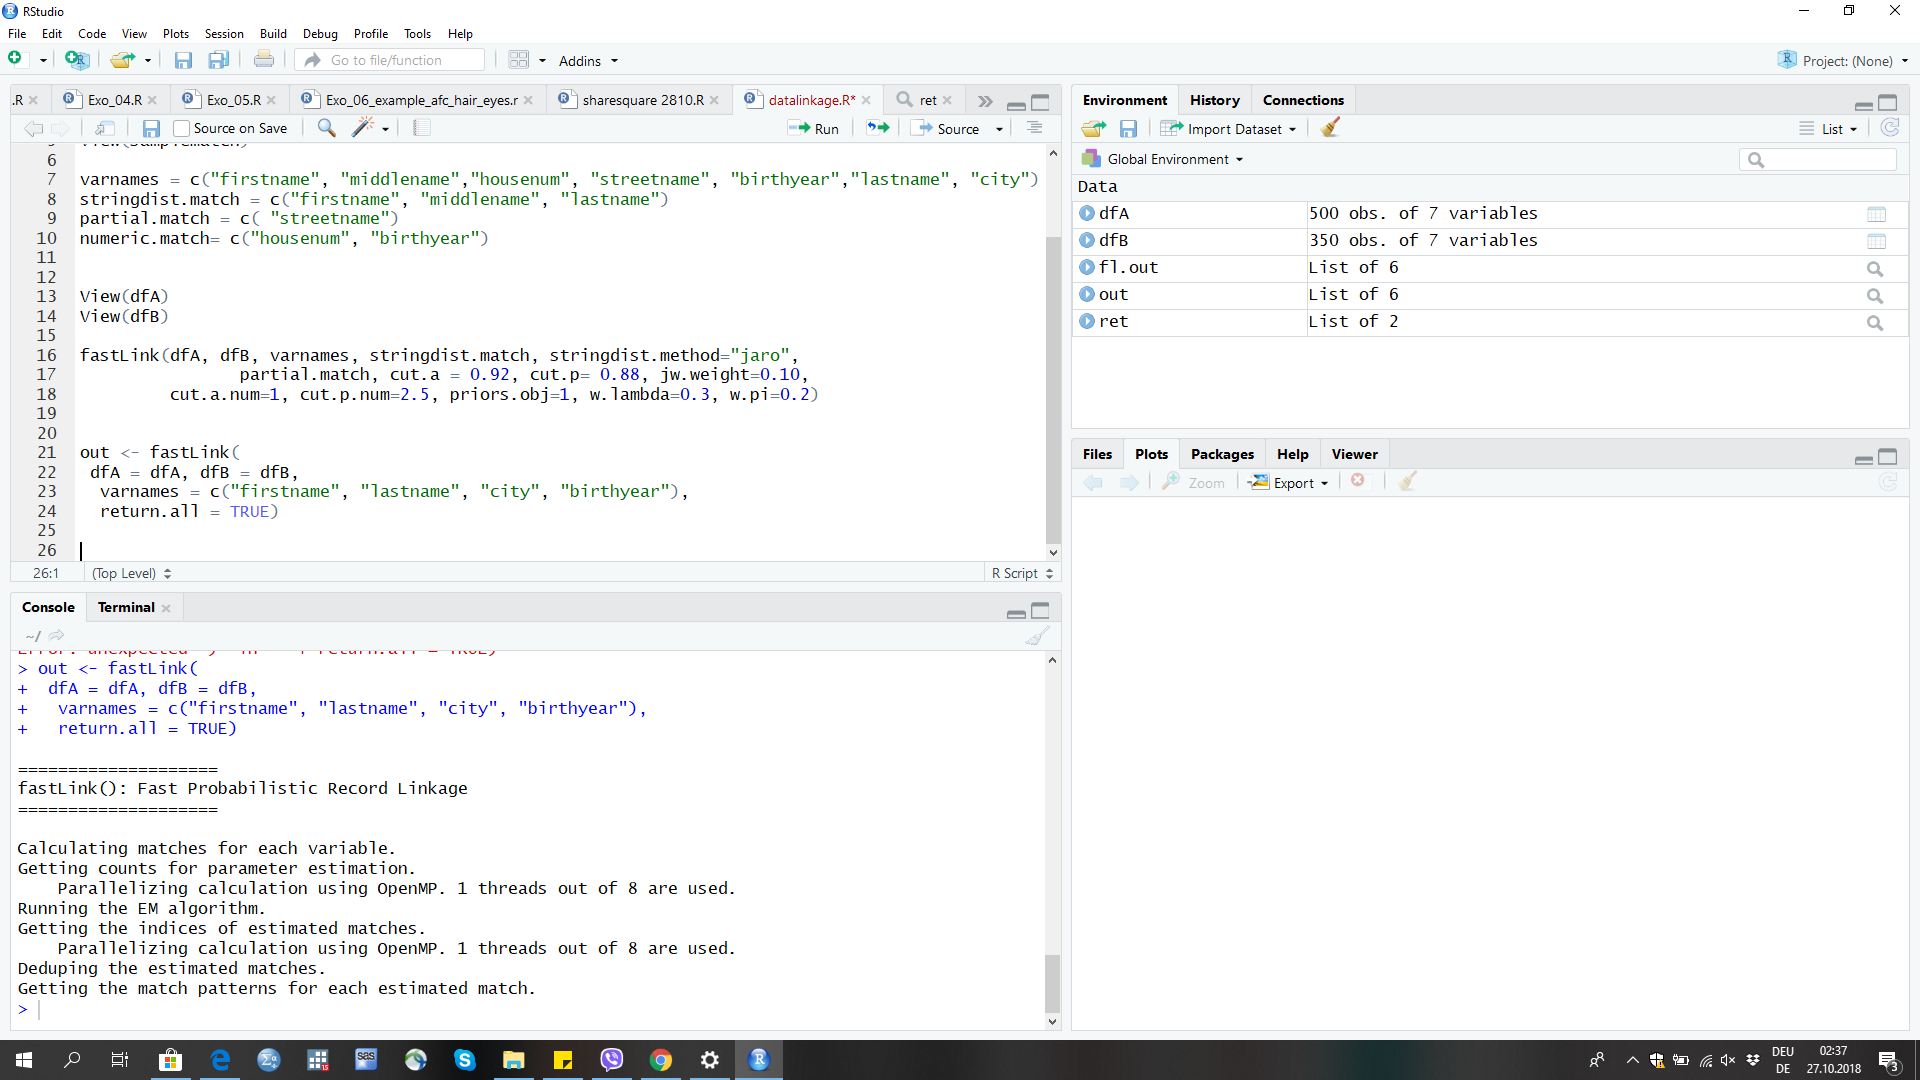 RStudio
File Edit Code View Plots Session Build Debug Profile Tools Help
Go to file/function Addins Project: (None)
.R Exo_04.R Exo_05.R Exo_06_example_afc_hair_eyes.r sharesquare 2810.R datalinkage.R* ret
Source on Save Run Source
6
7 varnames = c("firstname", "middlename","housenum", "streetname", "birthyear","lastname", "city")
8 stringdist.match = c("firstname", "middlename", "lastname")
9 partial.match = c( "streetname")
10 numeric.match= c("housenum", "birthyear")
11
12
13 View(dfA)
14 View(dfB)
15
16 fastLink(dfA, dfB, varnames, stringdist.match, stringdist.method="jaro",
17 partial.match, cut.a = 0.92, cut.p= 0.88, jw.weight=0.10,
18 cut.a.num=1, cut.p.num=2.5, priors.obj=1, w.lambda=0.3, w.pi=0.2)
19
20
21 out <- fastLink(
22 dfA = dfA, dfB = dfB,
23 varnames = c("firstname", "lastname", "city", "birthyear"),
24 return.all = TRUE)
25
26
26:1 (Top Level) R Script
Console Terminal
~/
> out <- fastLink(
+ dfA = dfA, dfB = dfB,
+ varnames = c("firstname", "lastname", "city", "birthyear"),
+ return.all = TRUE)
====================
fastLink(): Fast Probabilistic Record Linkage
====================
Calculating matches for each variable.
Getting counts for parameter estimation.
Parallelizing calculation using OpenMP. 1 threads out of 8 are used.
Running the EM algorithm.
Getting the indices of estimated matches.
Parallelizing calculation using OpenMP. 1 threads out of 8 are used.
Deduping the estimated matches.
Getting the match patterns for each estimated match.
>
Environment History Connections
Import Dataset List
Global Environment
Data
dfA 500 obs. of 7 variables
dfB 350 obs. of 7 variables
fl.out List of 6
out List of 6
ret List of 2
Files Plots Packages Help Viewer
Zoom Export
sas
DEU 02:37
DE 27.10.2018 3